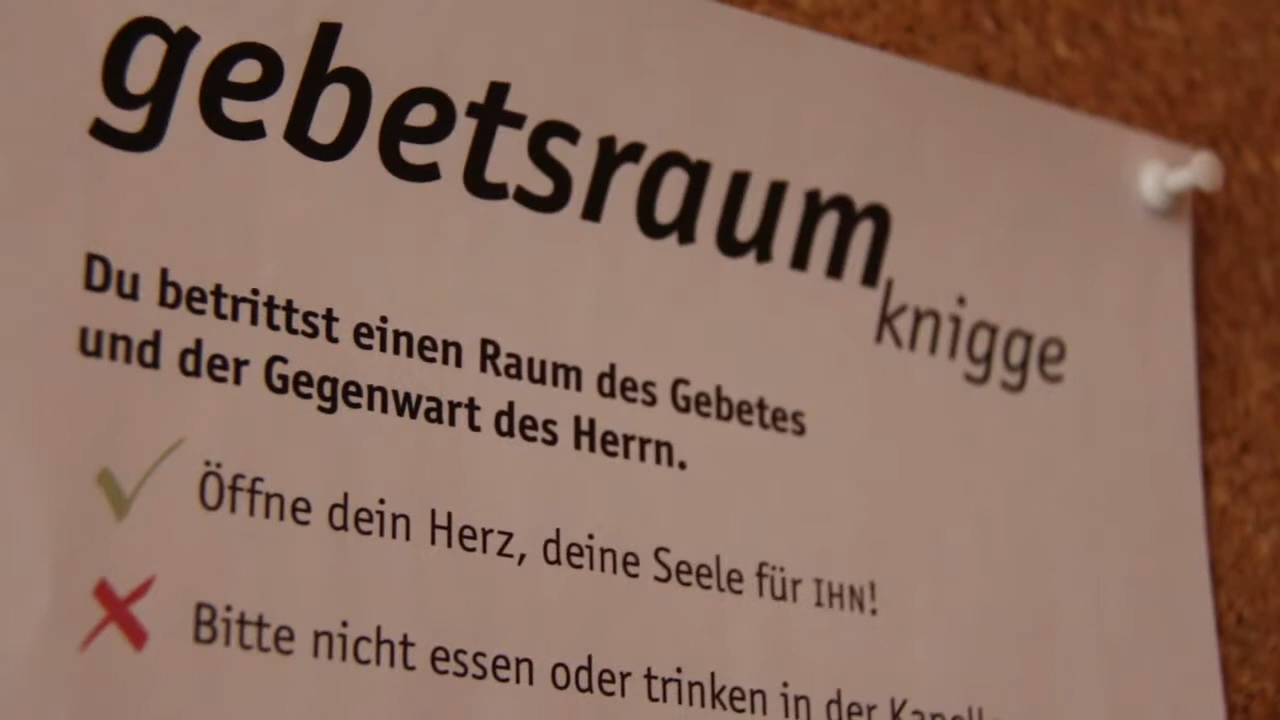 gebetsraum
knigge
Du betrittst einen Raum des Gebetes
und der Gegenwart des Herrn.
Öffne dein Herz, deine Seele für IHN!
Bitte nicht essen oder trinken in der